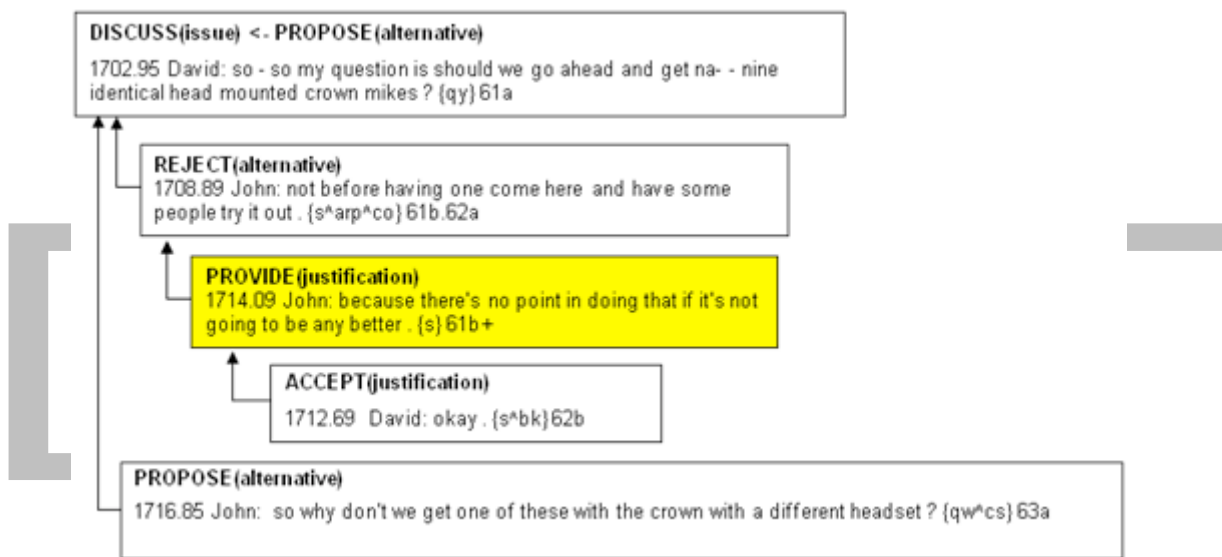 DISCUSS(issue) <- PROPOSE(alternative)
1702.95 David: so - so my question is should we go ahead and get na- - nine
identical head mounted crown mikes ? {qy} 61a
REJECT(alternative)
1708.89 John: not before having one come here and have some
people try it out . {s^arp^co} 61b.62a
PROVIDE(justification)
1714.09 John: because there's no point in doing that if it's not
going to be any better . {s} 61b+
ACCEPT(justification)
1712.69 David: okay . {s^bk} 62b
PROPOSE(alternative)
1716.85 John: so why don't we get one of these with the crown with a different headset ? {qw^cs} 63a